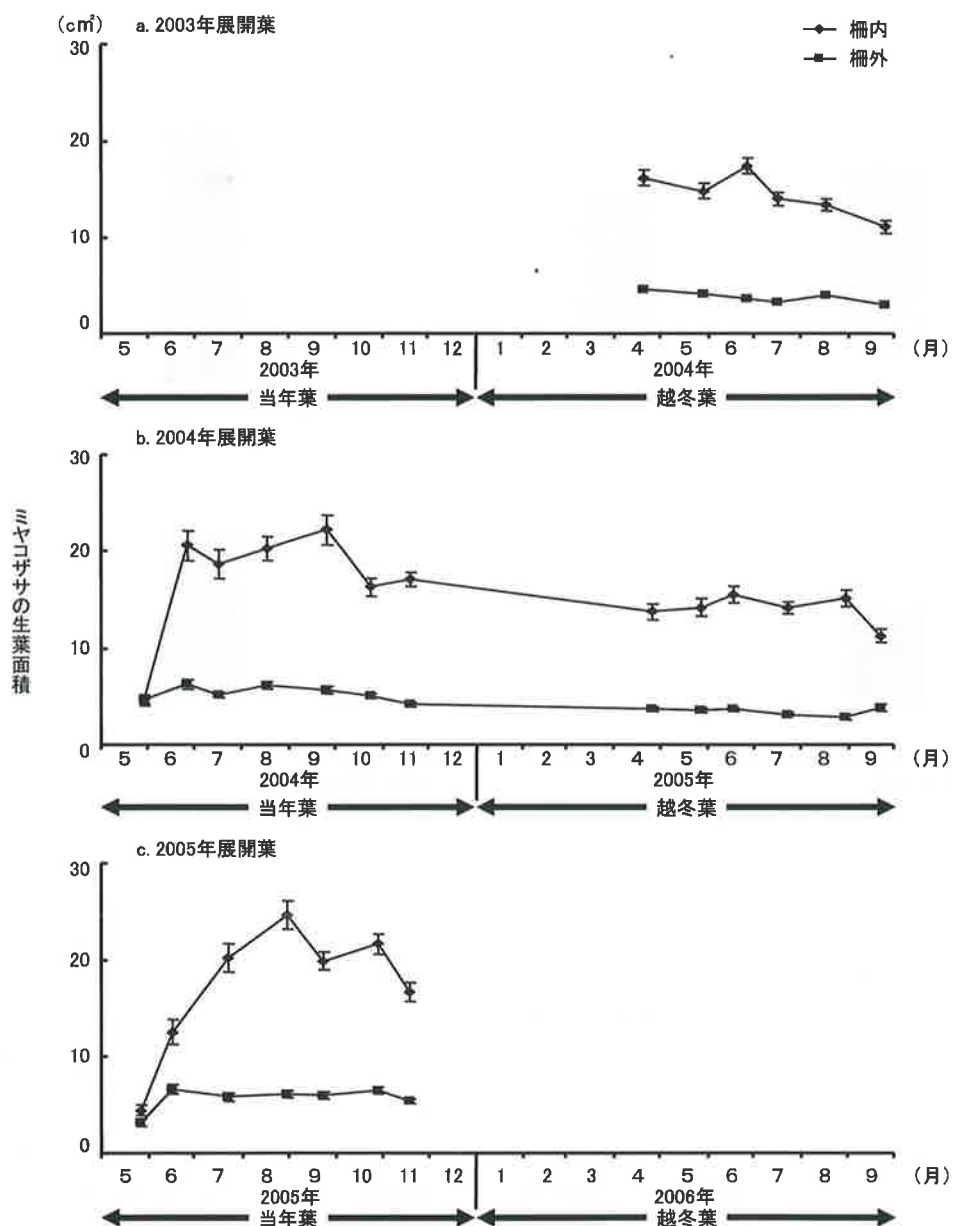 (c㎡) a. 2003年展開葉
柵内
柵外
30
20
10
0
5 6 7 8 9 10 11 12 1 2 3 4 5 6 7 8 9 (月)
2003年 2004年
当年葉 越冬葉
b. 2004年展開葉
30
20
10
0
5 6 7 8 9 10 11 12 1 2 3 4 5 6 7 8 9 (月)
2004年 2005年
当年葉 越冬葉
ミヤコザサの生葉面積
c. 2005年展開葉
30
20
10
0
5 6 7 8 9 10 11 12 1 2 3 4 5 6 7 8 9 (月)
2005年 2006年
当年葉 越冬葉